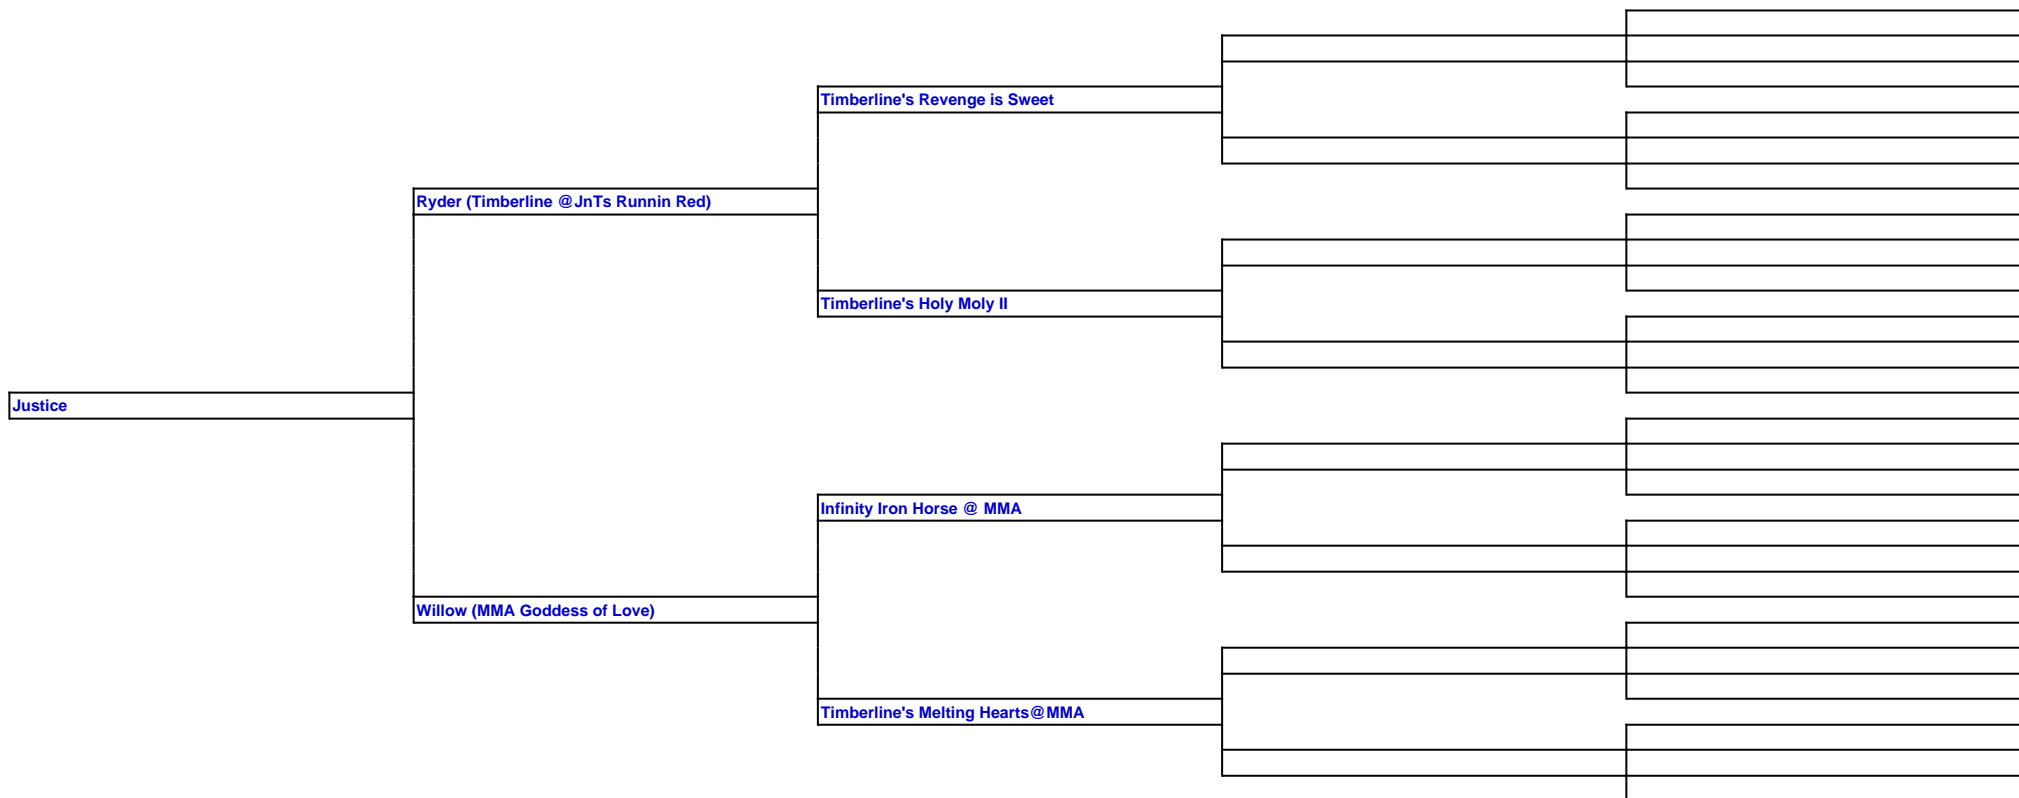 Timberline's Revenge is Sweet
Ryder (Timberline @JnTs Runnin Red)
Timberline's Holy Moly II
Justice
Infinity Iron Horse @ MMA
Willow (MMA Goddess of Love)
Timberline's Melting Hearts@MMA